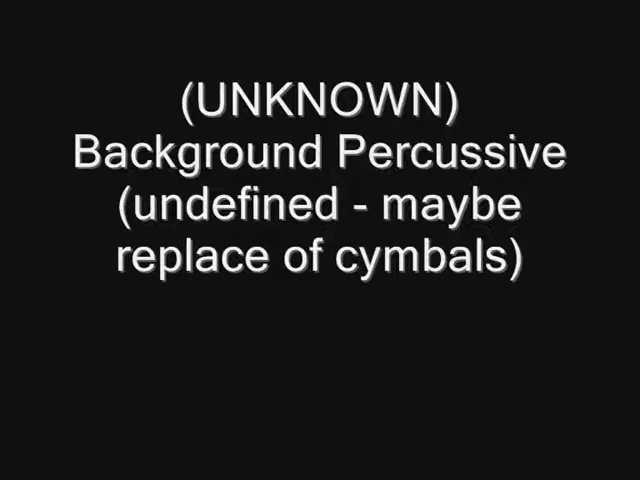 (UNKNOWN)
Background Percussive
(undefined - maybe
replace of cymbals)